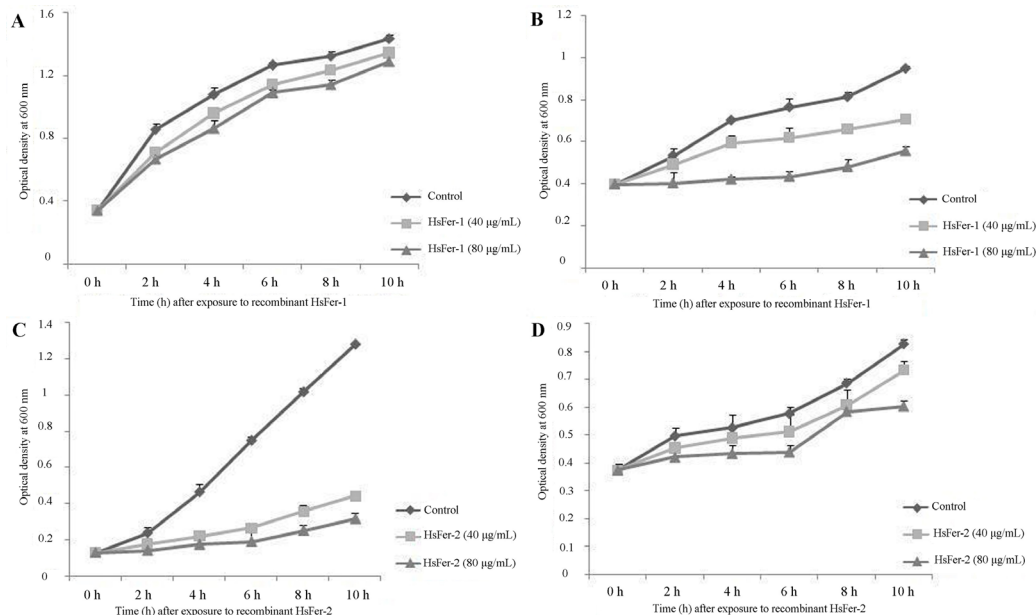 A
1.6
1.2
0.8
0.4
0
Optical density at 600 nm
Control
HsFer-1 (40 μg/mL)
HsFer-1 (80 μg/mL)
0 h 2 h 4 h 6 h 8 h 10 h
Time (h) after exposure to recombinant HsFer-1
B
1.2
1
0.8
0.6
0.4
0.2
0
Optical density at 600 nm
Control
HsFer-1 (40 μg/mL)
HsFer-1 (80 μg/mL)
0 h 2 h 4 h 6 h 8 h 10 h
Time (h) after exposure to recombinant HsFer-1
C
1.4
1.2
1
0.8
0.6
0.4
0.2
0
Optical density at 600 nm
Control
HsFer-2 (40 μg/mL)
HsFer-2 (80 μg/mL)
0 h 2 h 4 h 6 h 8 h 10 h
Time (h) after exposure to recombinant HsFer-2
D
0.9
0.8
0.7
0.6
0.5
0.4
0.3
0.2
0.1
0
Optical density at 600 nm
Control
HsFer-2 (40 μg/mL)
HsFer-2 (80 μg/mL)
0 h 2 h 4 h 6 h 8 h 10 h
Time (h) after exposure to recombinant HsFer-2